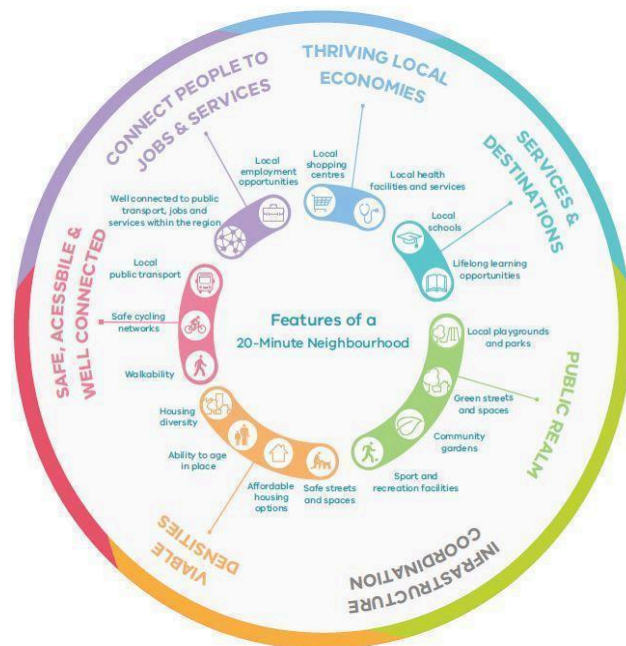 THRIVING LOCAL
ECONOMIES
SERVICES &
DESTINATIONS
PUBLIC REALM
INFRASTRUCTURE
COORDINATION
VIABLE
DENSITIES
SAFE, ACESSBILE &
WELL CONNECTED
CONNECT PEOPLE TO
JOBS & SERVICES
Features of a
20-Minute Neighbourhood
Local
shopping
centres
Local health
facilities and services
Local
schools
Lifelong learning
opportunities
Local playgrounds
and parks
Green streets
and spaces
Community
gardens
Sport and
recreation facilities
Safe streets
and spaces
Affordable
housing
options
Ability to age
in place
Housing
diversity
Walkability
Safe cycling
networks
Local
public transport
Well connected to public
transport, jobs and
services within the region
Local
employment
opportunities